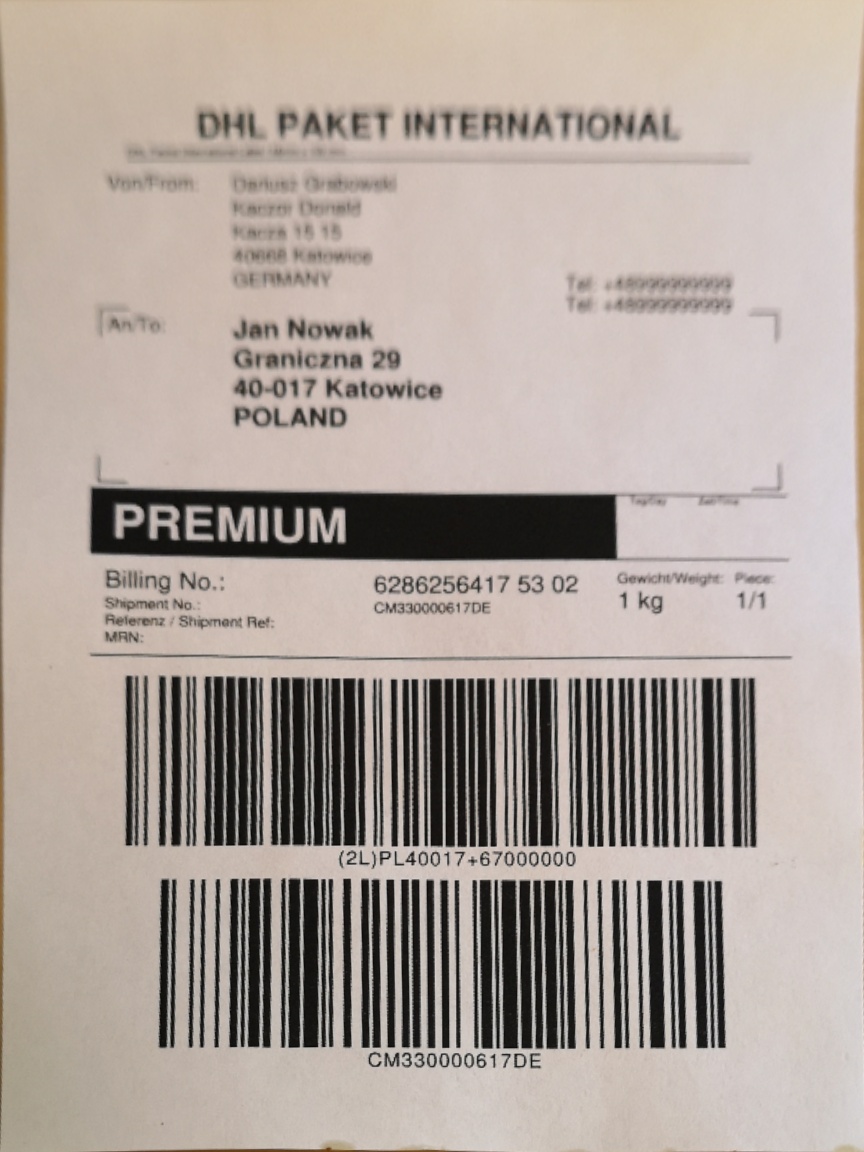 DHL PAKET INTERNATIONAL
Von/From: Dariusz Grabowski
Kaczor Donald
Kacza 15 15
40668 Katowice
GERMANY
Tel: +48999999999
Tel: +48999999999
An/To: Jan Nowak
Graniczna 29
40-017 Katowice
POLAND
PREMIUM
Tag/Day Zeit/Time
Billing No.: 6286256417 53 02 Gewicht/Weight: Piece:
Shipment No.: CM330000617DE 1 kg 1/1
Referenz / Shipment Ref:
MRN:
(2L)PL40017+67000000
CM330000617DE